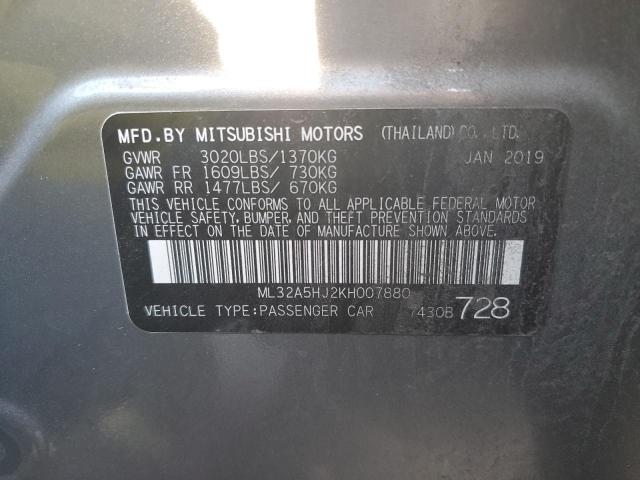 MFD.BY MITSUBISHI MOTORS (THAILAND)CO.,LTD.
GVWR 3020LBS/1370KG JAN 2019
GAWR FR 1609LBS/ 730KG
GAWR RR 1477LBS/ 670KG
THIS VEHICLE CONFORMS TO ALL APPLICABLE FEDERAL MOTOR
VEHICLE SAFETY, BUMPER, AND THEFT PREVENTION STANDARDS
IN EFFECT ON THE DATE OF MANUFACTURE SHOWN ABOVE.
ML32A5HJ2KH007880
VEHICLE TYPE:PASSENGER CAR 7430B 728